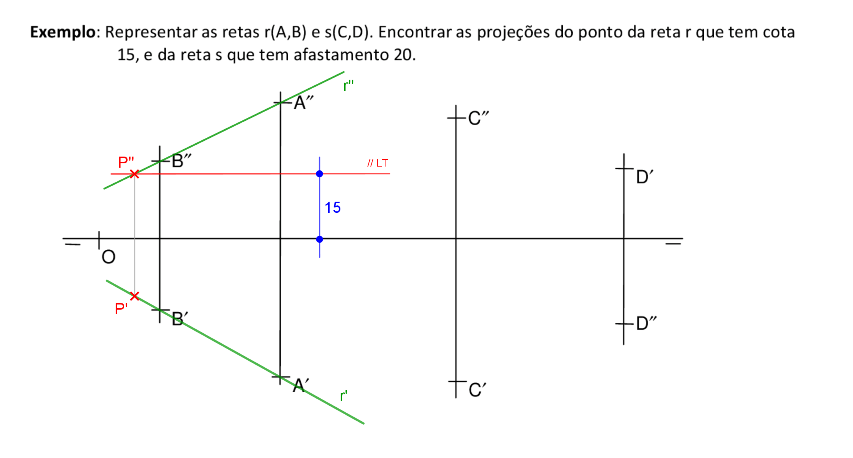 Exemplo: Representar as retas r(A,B) e s(C,D). Encontrar as projeções do ponto da reta r que tem cota
15, e da reta s que tem afastamento 20.
r"
A″
C″
P"
B″
// LT
D′
15
O
P'
B′
D″
A′
r'
C′